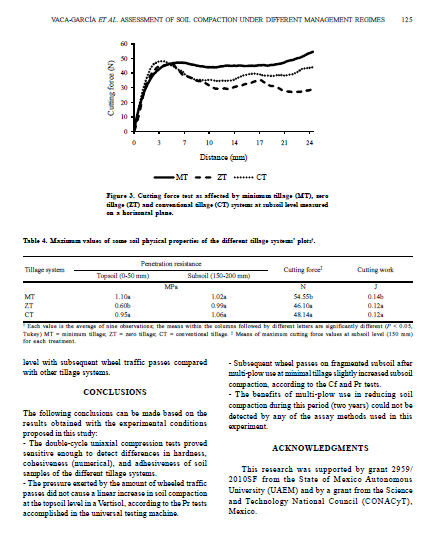 VACA-GARCÍA ET AL. ASSESSMENT OF SOIL COMPACTION UNDER DIFFERENT MANAGEMENT REGIMES 125
Cutting force (N)
60
50
40
30
20
10
0
0 3 7 10 14 17 21 24
Distance (mm)
MT ZT CT
Figure 3. Cutting force test as affected by minimum tillage (MT), zero
tillage (ZT) and conventional tillage (CT) systems at subsoil level measured
on a horizontal plane.
Table 4. Maximum values of some soil physical properties of the different tillage systems' plots¹.
Tillage system Penetration resistance Cutting force‡ Cutting work
Topsoil (0-50 mm) Subsoil (150-200 mm)
MPa N J
MT 1.10a 1.02a 54.55b 0.14b
ZT 0.60b 0.99a 46.10a 0.12a
CT 0.95a 1.06a 48.14a 0.12a
Each value is the average of nine observations; the means within the columns followed by different letters are significantly different (P < 0.05,
Tukey) MT = minimum tillage; ZT = zero tillage, CT = conventional tillage. ‡ Means of maximum cutting force values at subsoil level (150 mm)
for each treatment.
level with subsequent wheel traffic passes compared
with other tillage systems.
CONCLUSIONS
The following conclusions can be made based on the
results obtained with the experimental conditions
proposed in this study:
- The double-cycle uniaxial compression tests proved
sensitive enough to detect differences in hardness,
cohesiveness (numerical), and adhesiveness of soil
samples of the different tillage systems.
- The pressure exerted by the amount of wheeled traffic
passes did not cause a linear increase in soil compaction
at the topsoil level in a Vertisol, according to the Pr tests
accomplished in the universal testing machine.
- Subsequent wheel passes on fragmented subsoil after
multi-plow use at minimal tillage slightly increased subsoil
compaction, according to the Cf and Pr tests.
- The benefits of multi-plow use in reducing soil
compaction during this period (two years) could not be
detected by any of the assay methods used in this
experiment.
ACKNOWLEDGMENTS
This research was supported by grant 2959/
2010SF from the State of Mexico Autonomous
University (UAEM) and by a grant from the Science
and Technology National Council (CONACyT),
Mexico.